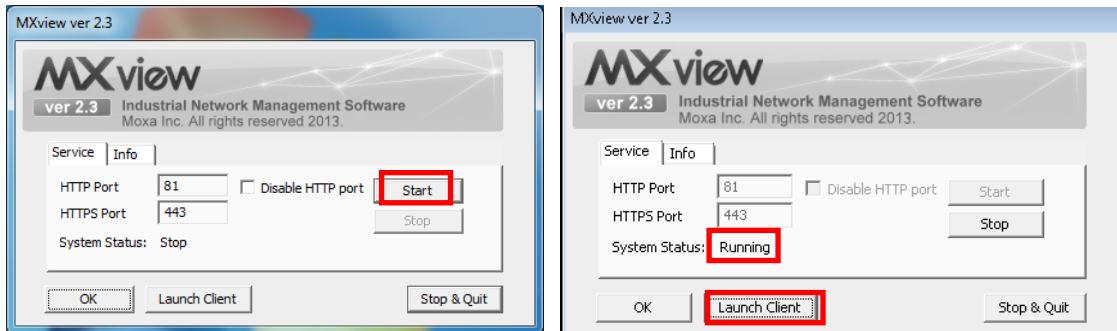 MXview ver 2.3
MXview
ver 2.3 Industrial Network Management Software
Moxa Inc. All rights reserved 2013.
Service Info
HTTP Port 81 Disable HTTP port Start
HTTPS Port 443 Stop
System Status: Stop
OK Launch Client Stop & Quit
MXview ver 2.3
MXview
ver 2.3 Industrial Network Management Software
Moxa Inc. All rights reserved 2013.
Service Info
HTTP Port 81 Disable HTTP port Start
HTTPS Port 443 Stop
System Status: Running
OK Launch Client Stop & Quit